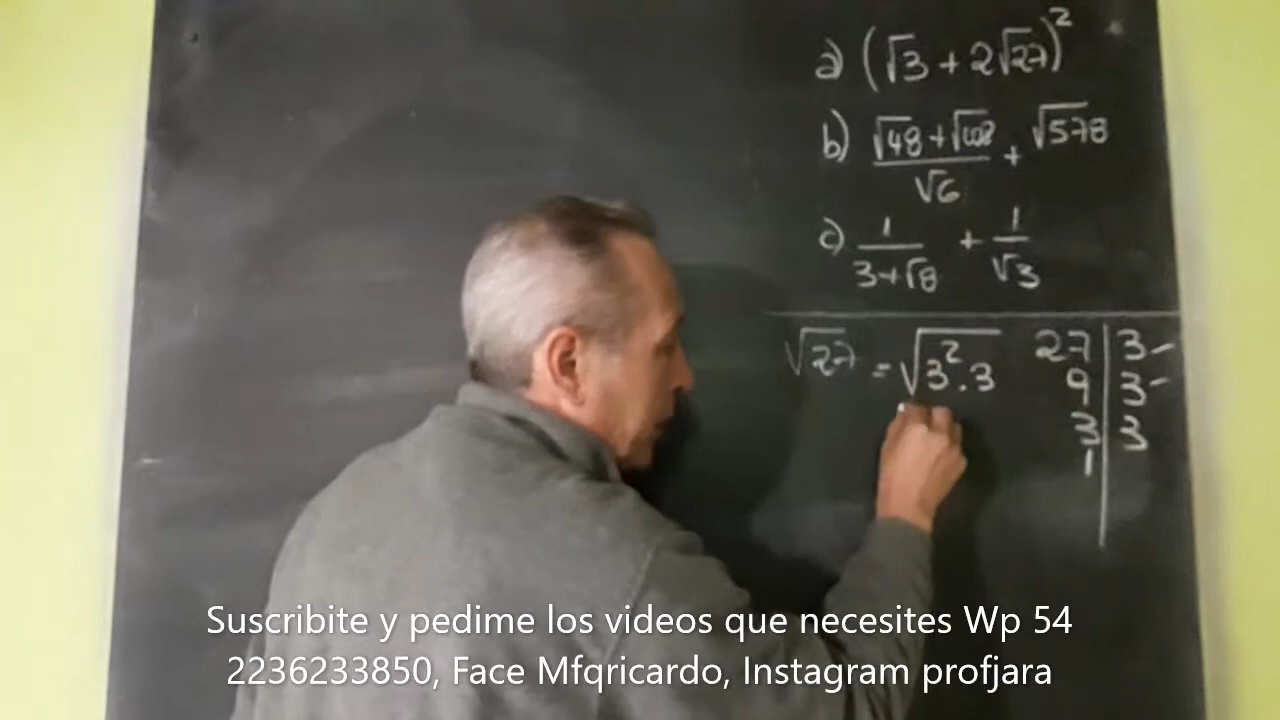 a) (√3 + 2√27)²
b) (√48 + √108)/√6 + √578
c) 1/(3+√8) + 1/√3
√27 = √3².3
27 | 3 –
9 | 3 –
3 | 3
1 |
Suscribite y pedime los videos que necesites Wp 54
2236233850, Face Mfqricardo, Instagram profjara